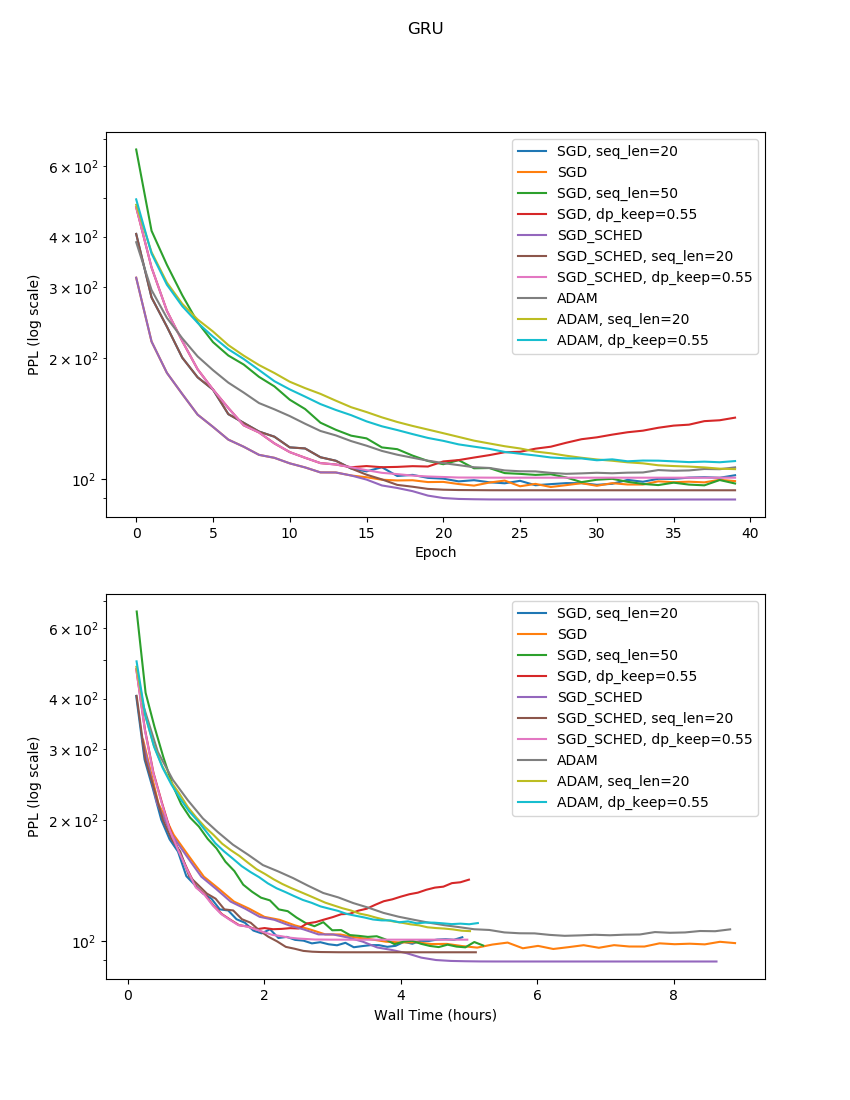 GRU
PPL (log scale)
6 × 10²
4 × 10²
3 × 10²
2 × 10²
10²
SGD, seq_len=20
SGD
SGD, seq_len=50
SGD, dp_keep=0.55
SGD_SCHED
SGD_SCHED, seq_len=20
SGD_SCHED, dp_keep=0.55
ADAM
ADAM, seq_len=20
ADAM, dp_keep=0.55
0 5 10 15 20 25 30 35 40
Epoch
PPL (log scale)
6 × 10²
4 × 10²
3 × 10²
2 × 10²
10²
SGD, seq_len=20
SGD
SGD, seq_len=50
SGD, dp_keep=0.55
SGD_SCHED
SGD_SCHED, seq_len=20
SGD_SCHED, dp_keep=0.55
ADAM
ADAM, seq_len=20
ADAM, dp_keep=0.55
0 2 4 6 8
Wall Time (hours)